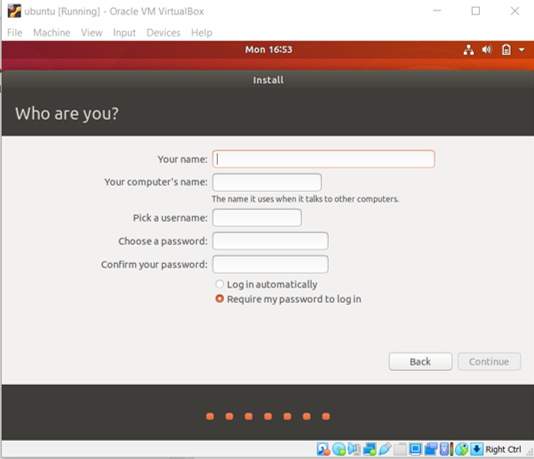 ubuntu [Running] - Oracle VM VirtualBox
File Machine View Input Devices Help
Mon 16:53
Install
Who are you?
Your name:
Your computer's name:
The name it uses when it talks to other computers.
Pick a username:
Choose a password:
Confirm your password:
Log in automatically
Require my password to log in
Back Continue
Right Ctrl